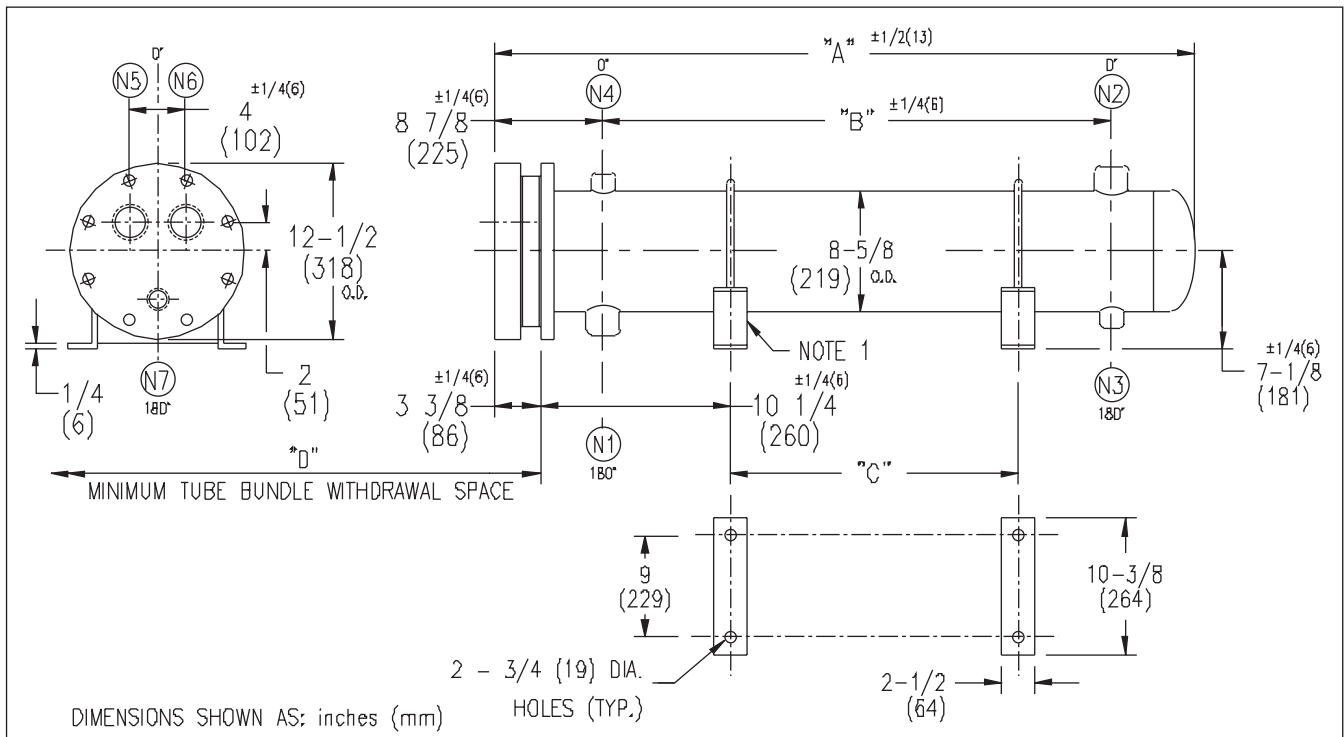 0°
N5 N6
±1/4(6)
4
(102)
12-1/2
(318)
O.D.
1/4
(6)
N7
180°
2
(51)
"D"
MINIMUM TUBE BUNDLE WITHDRAWAL SPACE
"A" ±1/2(13)
0°
N4
0°
N2
±1/4(6)
8 7/8
(225)
"B" ±1/4(6)
8-5/8
(219) O.D.
NOTE 1
±1/4(6)
3 3/8
(86)
±1/4(6)
10 1/4
(260)
N1
180°
N3
180°
±1/4(6)
7-1/8
(181)
"C"
9
(229)
10-3/8
(264)
2 - 3/4 (19) DIA.
HOLES (TYP.)
2-1/2
(64)
DIMENSIONS SHOWN AS: inches (mm)